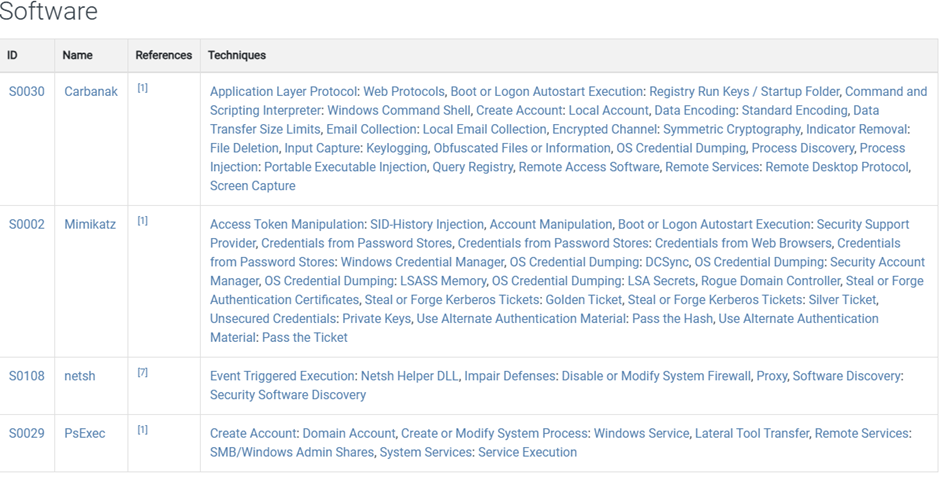 Software
ID Name References Techniques
S0030 Carbanak [1] Application Layer Protocol: Web Protocols, Boot or Logon Autostart Execution: Registry Run Keys / Startup Folder, Command and
Scripting Interpreter: Windows Command Shell, Create Account: Local Account, Data Encoding: Standard Encoding, Data
Transfer Size Limits, Email Collection: Local Email Collection, Encrypted Channel: Symmetric Cryptography, Indicator Removal:
File Deletion, Input Capture: Keylogging, Obfuscated Files or Information, OS Credential Dumping, Process Discovery, Process
Injection: Portable Executable Injection, Query Registry, Remote Access Software, Remote Services: Remote Desktop Protocol,
Screen Capture
S0002 Mimikatz [1] Access Token Manipulation: SID-History Injection, Account Manipulation, Boot or Logon Autostart Execution: Security Support
Provider, Credentials from Password Stores, Credentials from Password Stores: Credentials from Web Browsers, Credentials
from Password Stores: Windows Credential Manager, OS Credential Dumping: DCSync, OS Credential Dumping: Security Account
Manager, OS Credential Dumping: LSASS Memory, OS Credential Dumping: LSA Secrets, Rogue Domain Controller, Steal or Forge
Authentication Certificates, Steal or Forge Kerberos Tickets: Golden Ticket, Steal or Forge Kerberos Tickets: Silver Ticket,
Unsecured Credentials: Private Keys, Use Alternate Authentication Material: Pass the Hash, Use Alternate Authentication
Material: Pass the Ticket
S0108 netsh [7] Event Triggered Execution: Netsh Helper DLL, Impair Defenses: Disable or Modify System Firewall, Proxy, Software Discovery:
Security Software Discovery
S0029 PsExec [1] Create Account: Domain Account, Create or Modify System Process: Windows Service, Lateral Tool Transfer, Remote Services:
SMB/Windows Admin Shares, System Services: Service Execution